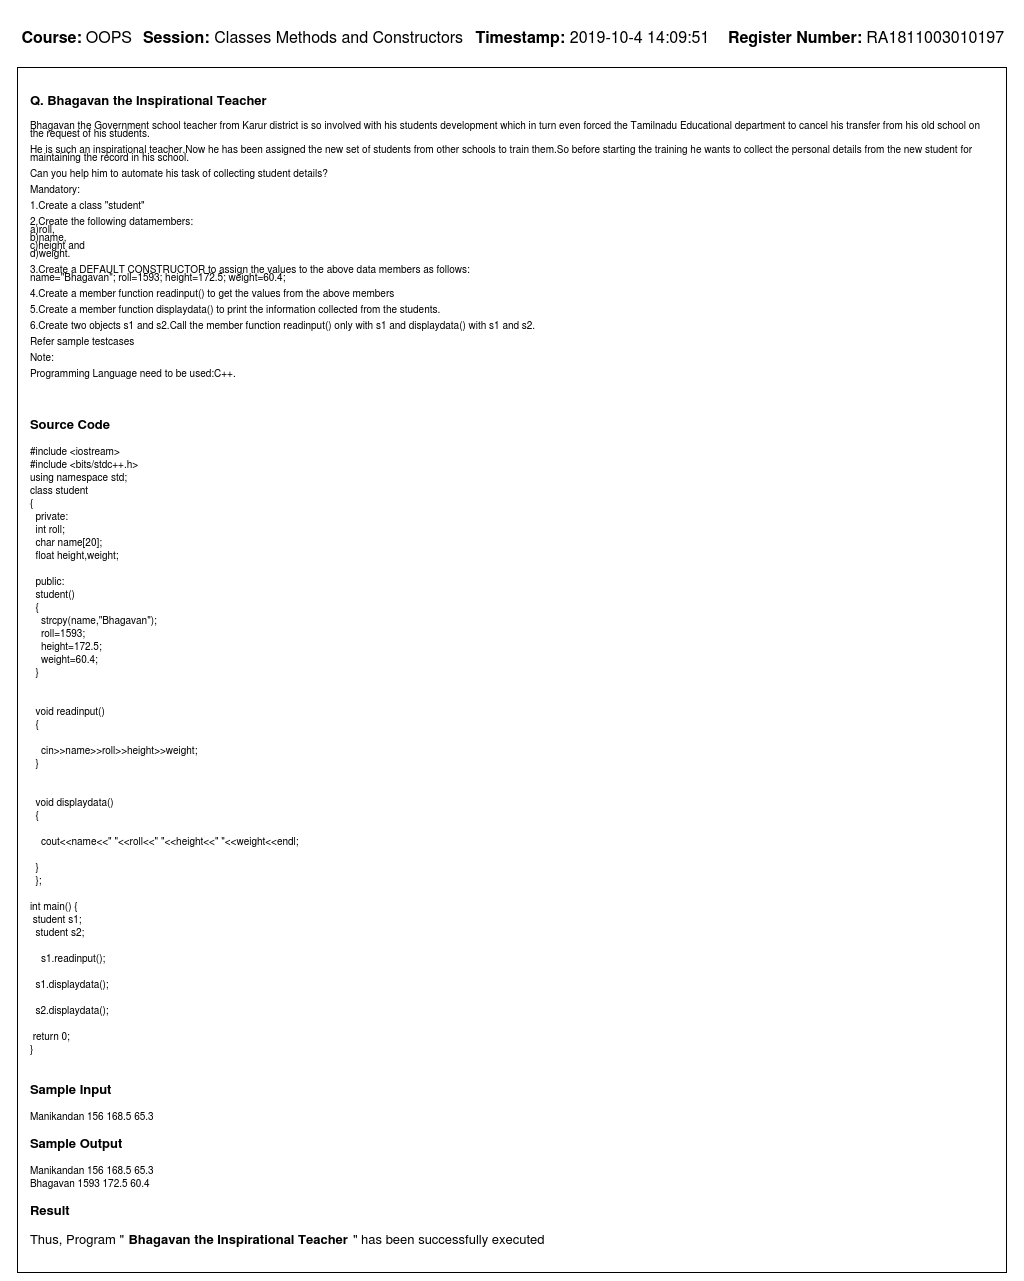 Course: OOPS Session: Classes Methods and Constructors Timestamp: 2019-10-4 14:09:51 Register Number: RA1811003010197
Q. Bhagavan the Inspirational Teacher
Bhagavan the Government school teacher from Karur district is so involved with his students development which in turn even forced the Tamilnadu Educational department to cancel his transfer from his old school on
the request of his students.
He is such an inspirational teacher.Now he has been assigned the new set of students from other schools to train them.So before starting the training he wants to collect the personal details from the new student for
maintaining the record in his school.
Can you help him to automate his task of collecting student details?
Mandatory:
1.Create a class "student"
2.Create the following datamembers:
a)roll,
b)name,
c)height and
d)weight.
3.Create a DEFAULT CONSTRUCTOR to assign the values to the above data members as follows:
name="Bhagavan"; roll=1593; height=172.5; weight=60.4;
4.Create a member function readinput() to get the values from the above members
5.Create a member function displaydata() to print the information collected from the students.
6.Create two objects s1 and s2.Call the member function readinput() only with s1 and displaydata() with s1 and s2.
Refer sample testcases
Note:
Programming Language need to be used:C++.
Source Code
#include <iostream>
#include <bits/stdc++.h>
using namespace std;
class student
{
private:
int roll;
char name[20];
float height,weight;
public:
student()
{
strcpy(name,"Bhagavan");
roll=1593;
height=172.5;
weight=60.4;
}
void readinput()
{
cin>>name>>roll>>height>>weight;
}
void displaydata()
{
cout<<name<<" "<<roll<<" "<<height<<" "<<weight<<endl;
}
};
int main() {
student s1;
student s2;
s1.readinput();
s1.displaydata();
s2.displaydata();
return 0;
}
Sample Input
Manikandan 156 168.5 65.3
Sample Output
Manikandan 156 168.5 65.3
Bhagavan 1593 172.5 60.4
Result
Thus, Program " Bhagavan the Inspirational Teacher " has been successfully executed